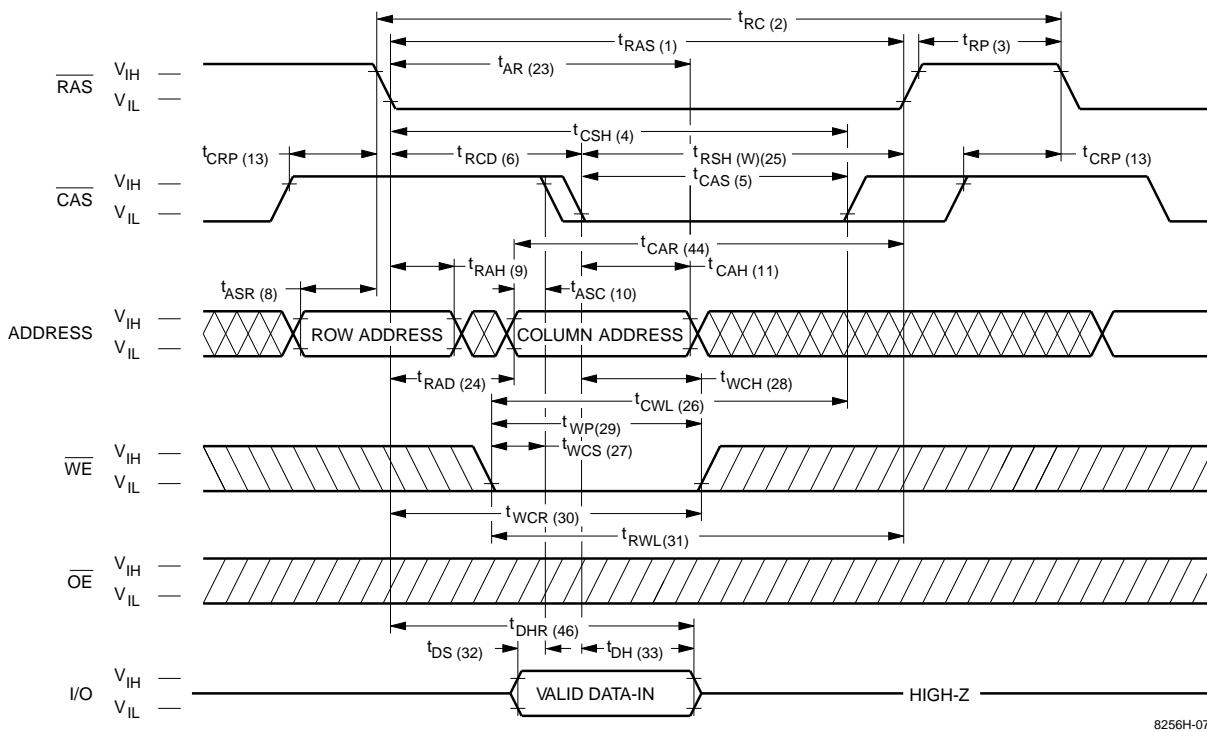 tRC (2)
tRAS (1)
tRP (3)
tAR (23)
RAS
VIH
VIL
tCSH (4)
tCRP (13)
tRCD (6)
tRSH (W)(25)
tCRP (13)
tCAS (5)
CAS
VIH
VIL
tCAR (44)
tRAH (9)
tCAH (11)
tASR (8)
tASC (10)
ADDRESS
VIH
VIL
ROW ADDRESS
COLUMN ADDRESS
tRAD (24)
tWCH (28)
tCWL (26)
tWP(29)
tWCS (27)
WE
VIH
VIL
tWCR (30)
tRWL(31)
OE
VIH
VIL
tDHR (46)
tDS (32)
tDH (33)
I/O
VIH
VIL
VALID DATA-IN
HIGH-Z
8256H-07